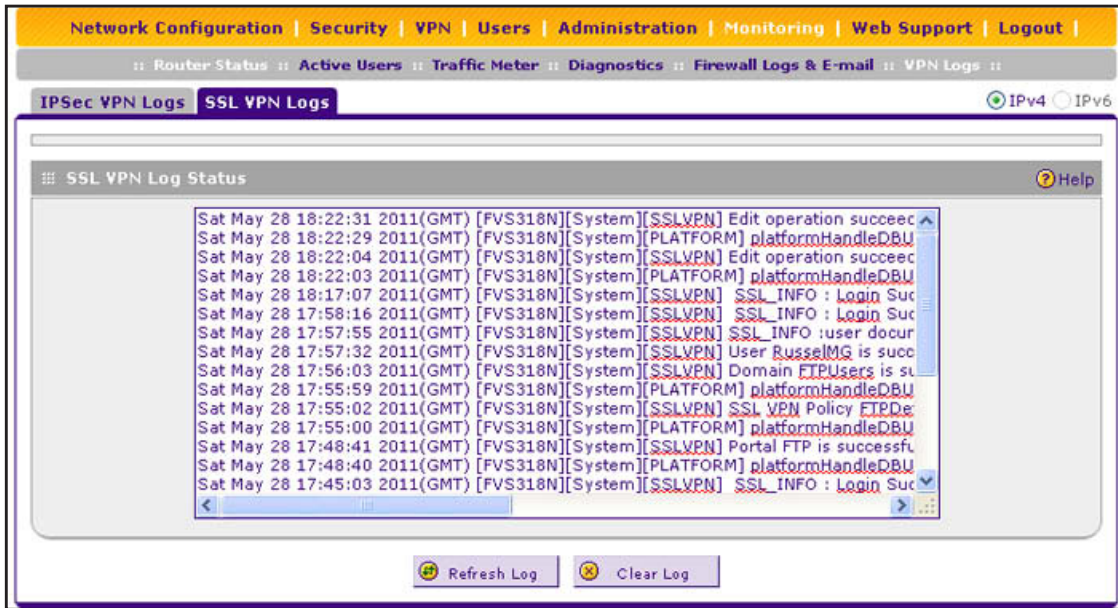 Network Configuration | Security | VPN | Users | Administration | Monitoring | Web Support | Logout |
:: Router Status :: Active Users :: Traffic Meter :: Diagnostics :: Firewall Logs & E-mail :: VPN Logs ::
IPSec VPN Logs SSL VPN Logs IPv4 IPv6
SSL VPN Log Status ? Help
Sat May 28 18:22:31 2011(GMT) [FVS318N][System][SSLVPN] Edit operation succeec
Sat May 28 18:22:29 2011(GMT) [FVS318N][System][PLATFORM] platformHandleDBU
Sat May 28 18:22:04 2011(GMT) [FVS318N][System][SSLVPN] Edit operation succeec
Sat May 28 18:22:03 2011(GMT) [FVS318N][System][PLATFORM] platformHandleDBU
Sat May 28 18:17:07 2011(GMT) [FVS318N][System][SSLVPN] SSL_INFO : Login Suc
Sat May 28 17:58:16 2011(GMT) [FVS318N][System][SSLVPN] SSL_INFO : Login Suc
Sat May 28 17:57:55 2011(GMT) [FVS318N][System][SSLVPN] SSL_INFO :user docur
Sat May 28 17:57:32 2011(GMT) [FVS318N][System][SSLVPN] User RusselMG is succ
Sat May 28 17:56:03 2011(GMT) [FVS318N][System][SSLVPN] Domain FTPUsers is su
Sat May 28 17:55:59 2011(GMT) [FVS318N][System][PLATFORM] platformHandleDBU
Sat May 28 17:55:02 2011(GMT) [FVS318N][System][SSLVPN] SSL VPN Policy FTPDe
Sat May 28 17:55:00 2011(GMT) [FVS318N][System][PLATFORM] platformHandleDBU
Sat May 28 17:48:41 2011(GMT) [FVS318N][System][SSLVPN] Portal FTP is successfu
Sat May 28 17:48:40 2011(GMT) [FVS318N][System][PLATFORM] platformHandleDBU
Sat May 28 17:45:03 2011(GMT) [FVS318N][System][SSLVPN] SSL_INFO : Login Suc
Refresh Log Clear Log